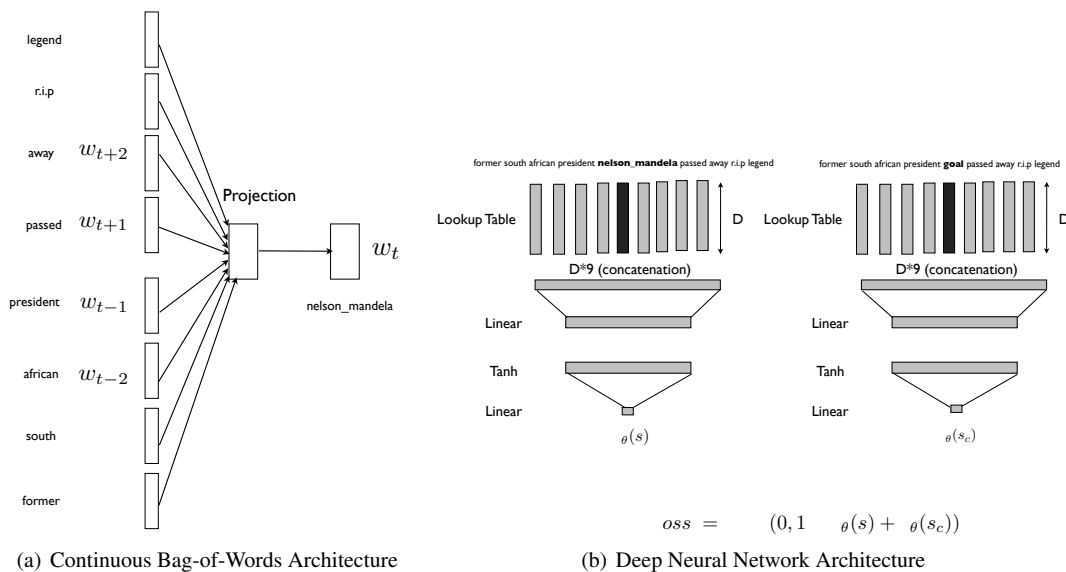 legend
r.i.p
away w_{t+2}
passed w_{t+1}
president w_{t-1}
african w_{t-2}
south
former
Projection
w_t
nelson_mandela
(a) Continuous Bag-of-Words Architecture
former south african president nelson_mandela passed away r.i.p legend
Lookup Table
D
D*9 (concatenation)
Linear
Tanh
Linear
θ(s)
former south african president goal passed away r.i.p legend
Lookup Table
D
D*9 (concatenation)
Linear
Tanh
Linear
θ(s_c)
oss = (0, 1 θ(s) + θ(s_c))
(b) Deep Neural Network Architecture